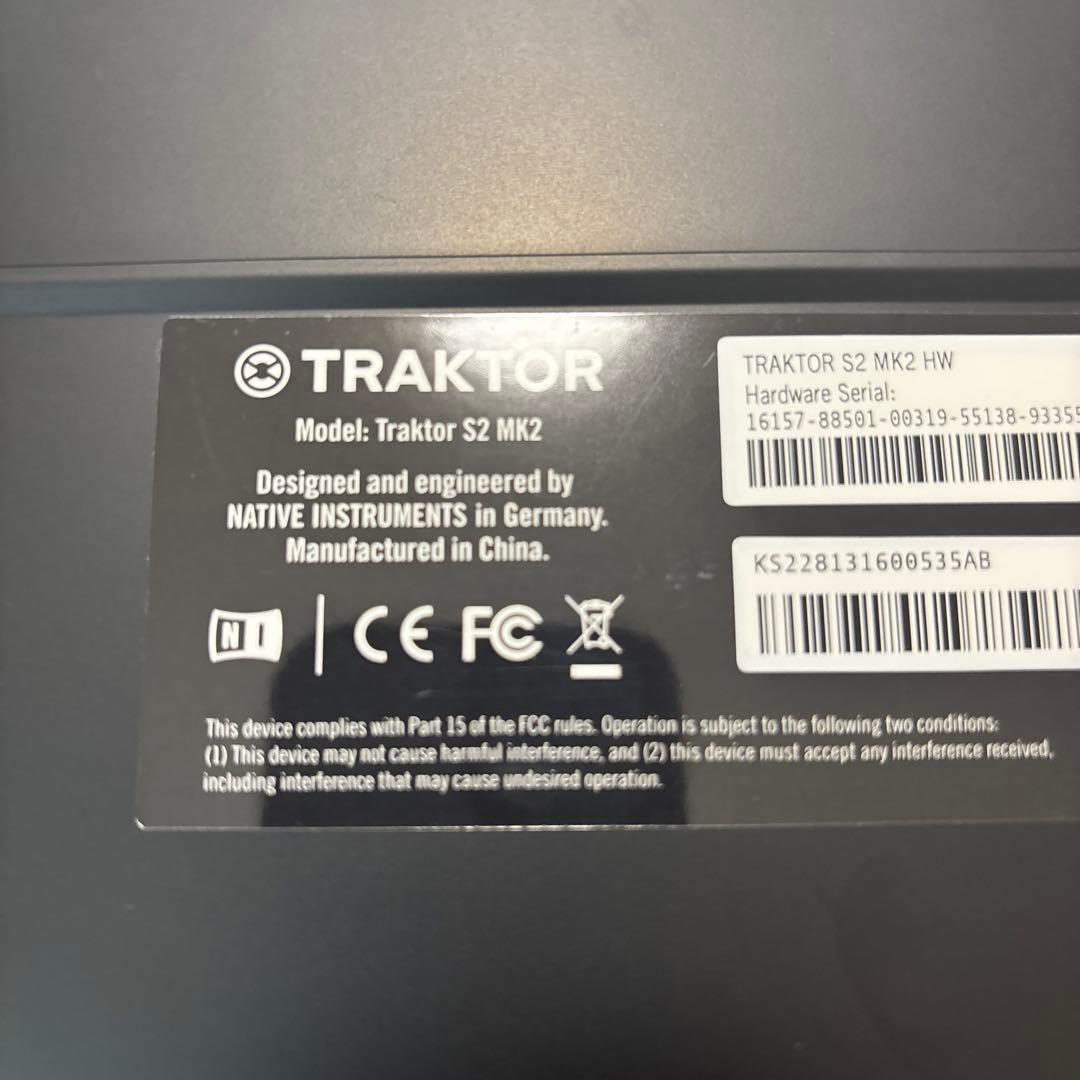 TRAKTOR
Model: Traktor S2 MK2
Designed and engineered by
NATIVE INSTRUMENTS in Germany.
Manufactured in China.
NI
CE FC
This device complies with Part 15 of the FCC rules. Operation is subject to the following two conditions:
(1) This device may not cause harmful interference, and (2) this device must accept any interference received,
including interference that may cause undesired operation.
TRAKTOR S2 MK2 HW
Hardware Serial:
16157-88501-00319-55138-93355
KS228131600535AB